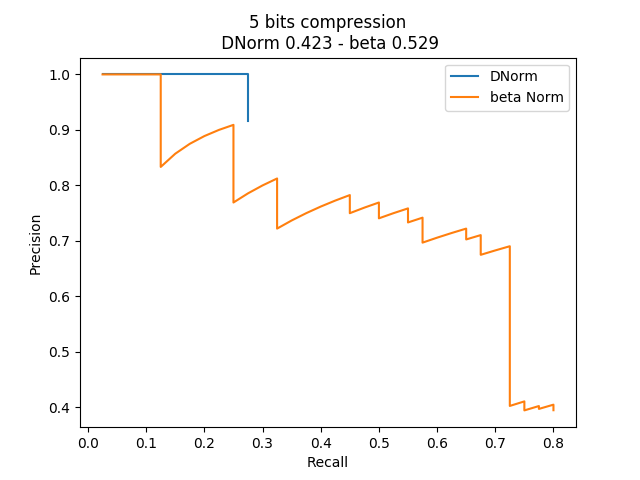 5 bits compression
DNorm 0.423 - beta 0.529
DNorm
beta Norm
Precision
1.0
0.9
0.8
0.7
0.6
0.5
0.4
0.0 0.1 0.2 0.3 0.4 0.5 0.6 0.7 0.8
Recall